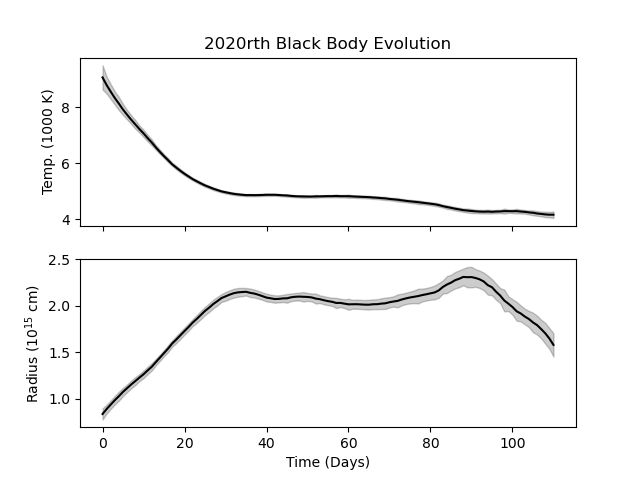 2020rth Black Body Evolution
Temp. (1000 K)
8
6
4
Radius (10¹⁵ cm)
2.5
2.0
1.5
1.0
0 20 40 60 80 100
Time (Days)